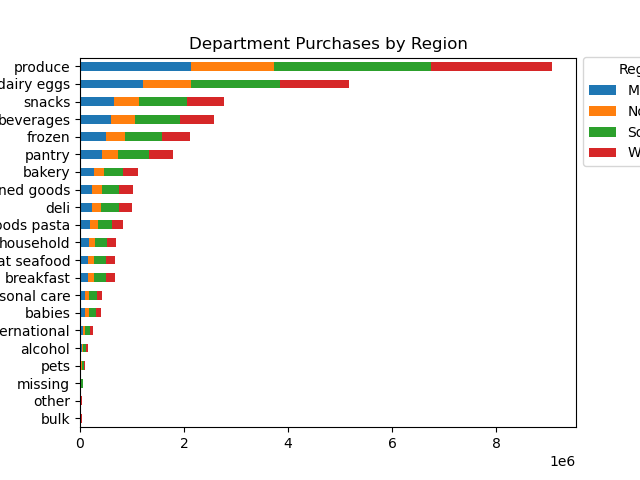 Department Purchases by Region
produce
dairy eggs
snacks
beverages
frozen
pantry
bakery
ned goods
deli
oods pasta
household
at seafood
breakfast
sonal care
babies
ernational
alcohol
pets
missing
other
bulk
0 2 4 6 8
1e6
Reg
M
No
So
W